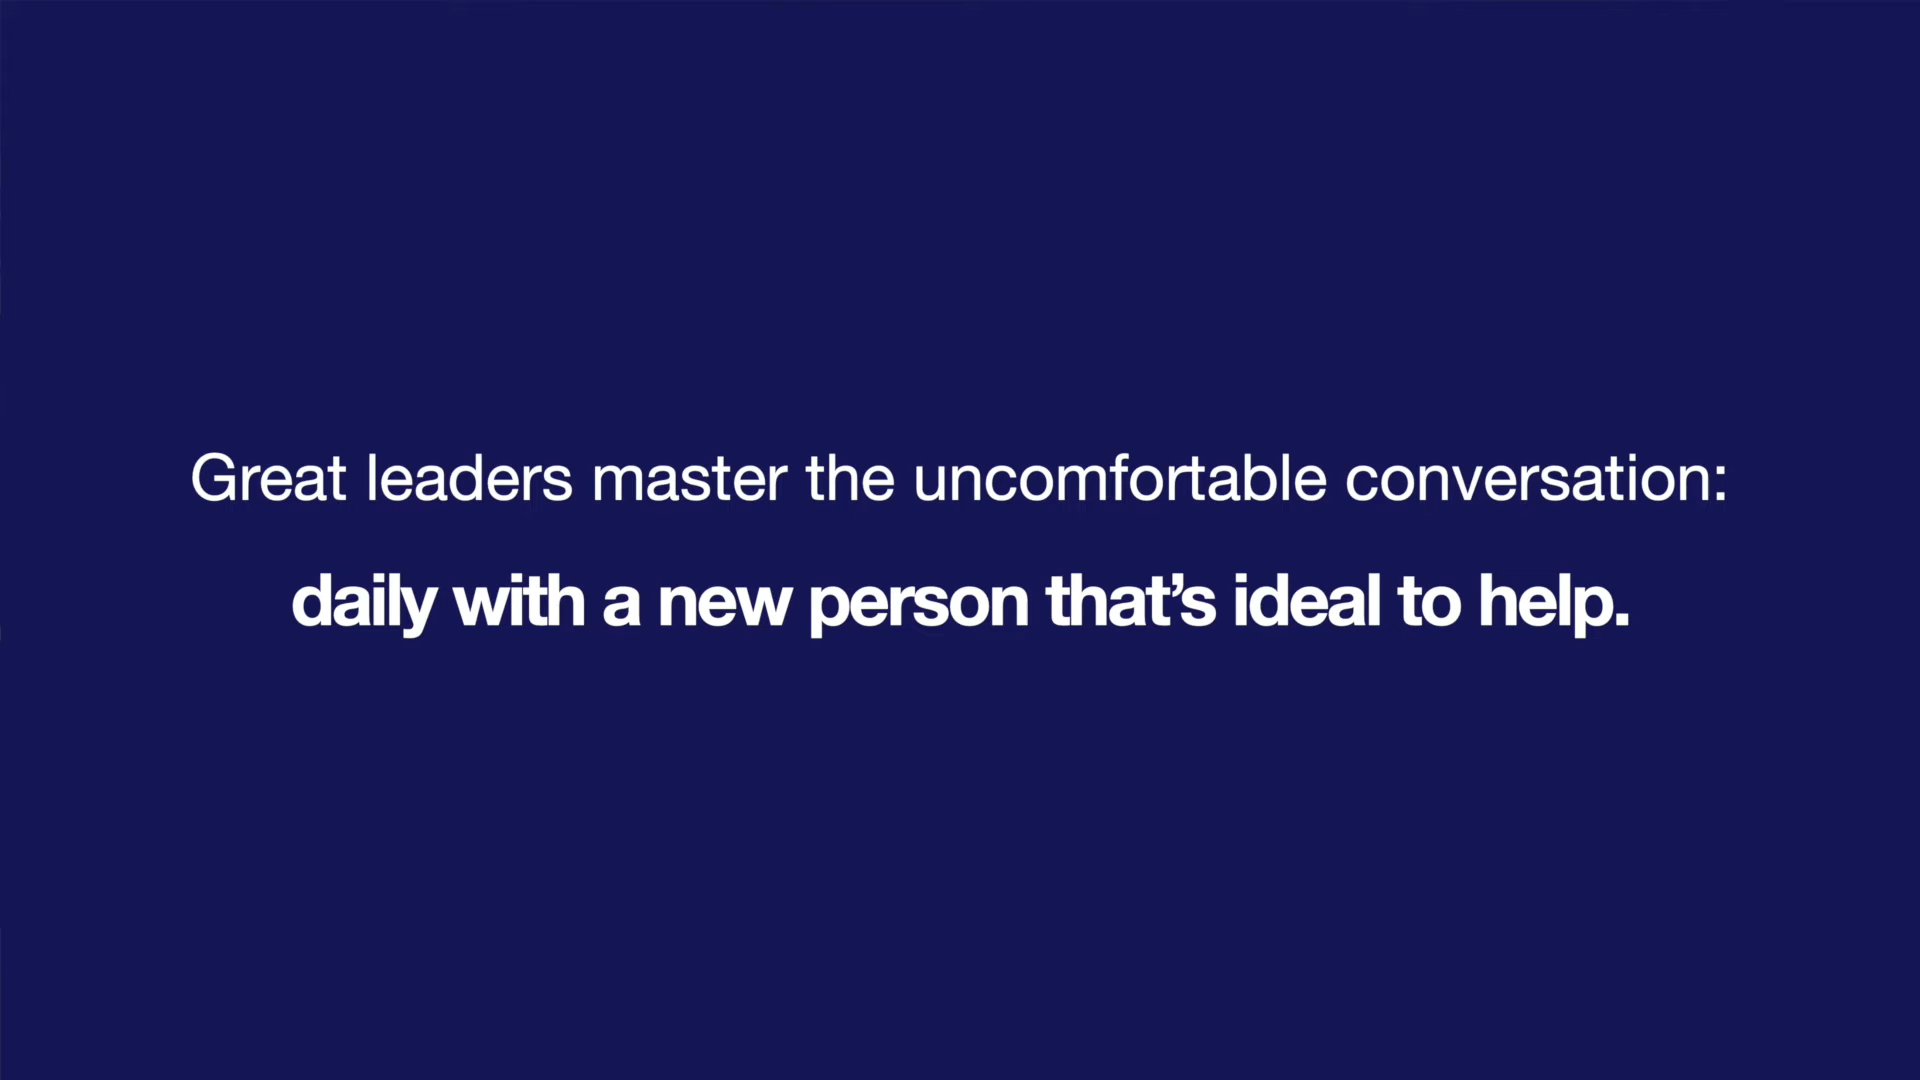 Great leaders master the uncomfortable conversation:
daily with a new person that’s ideal to help.